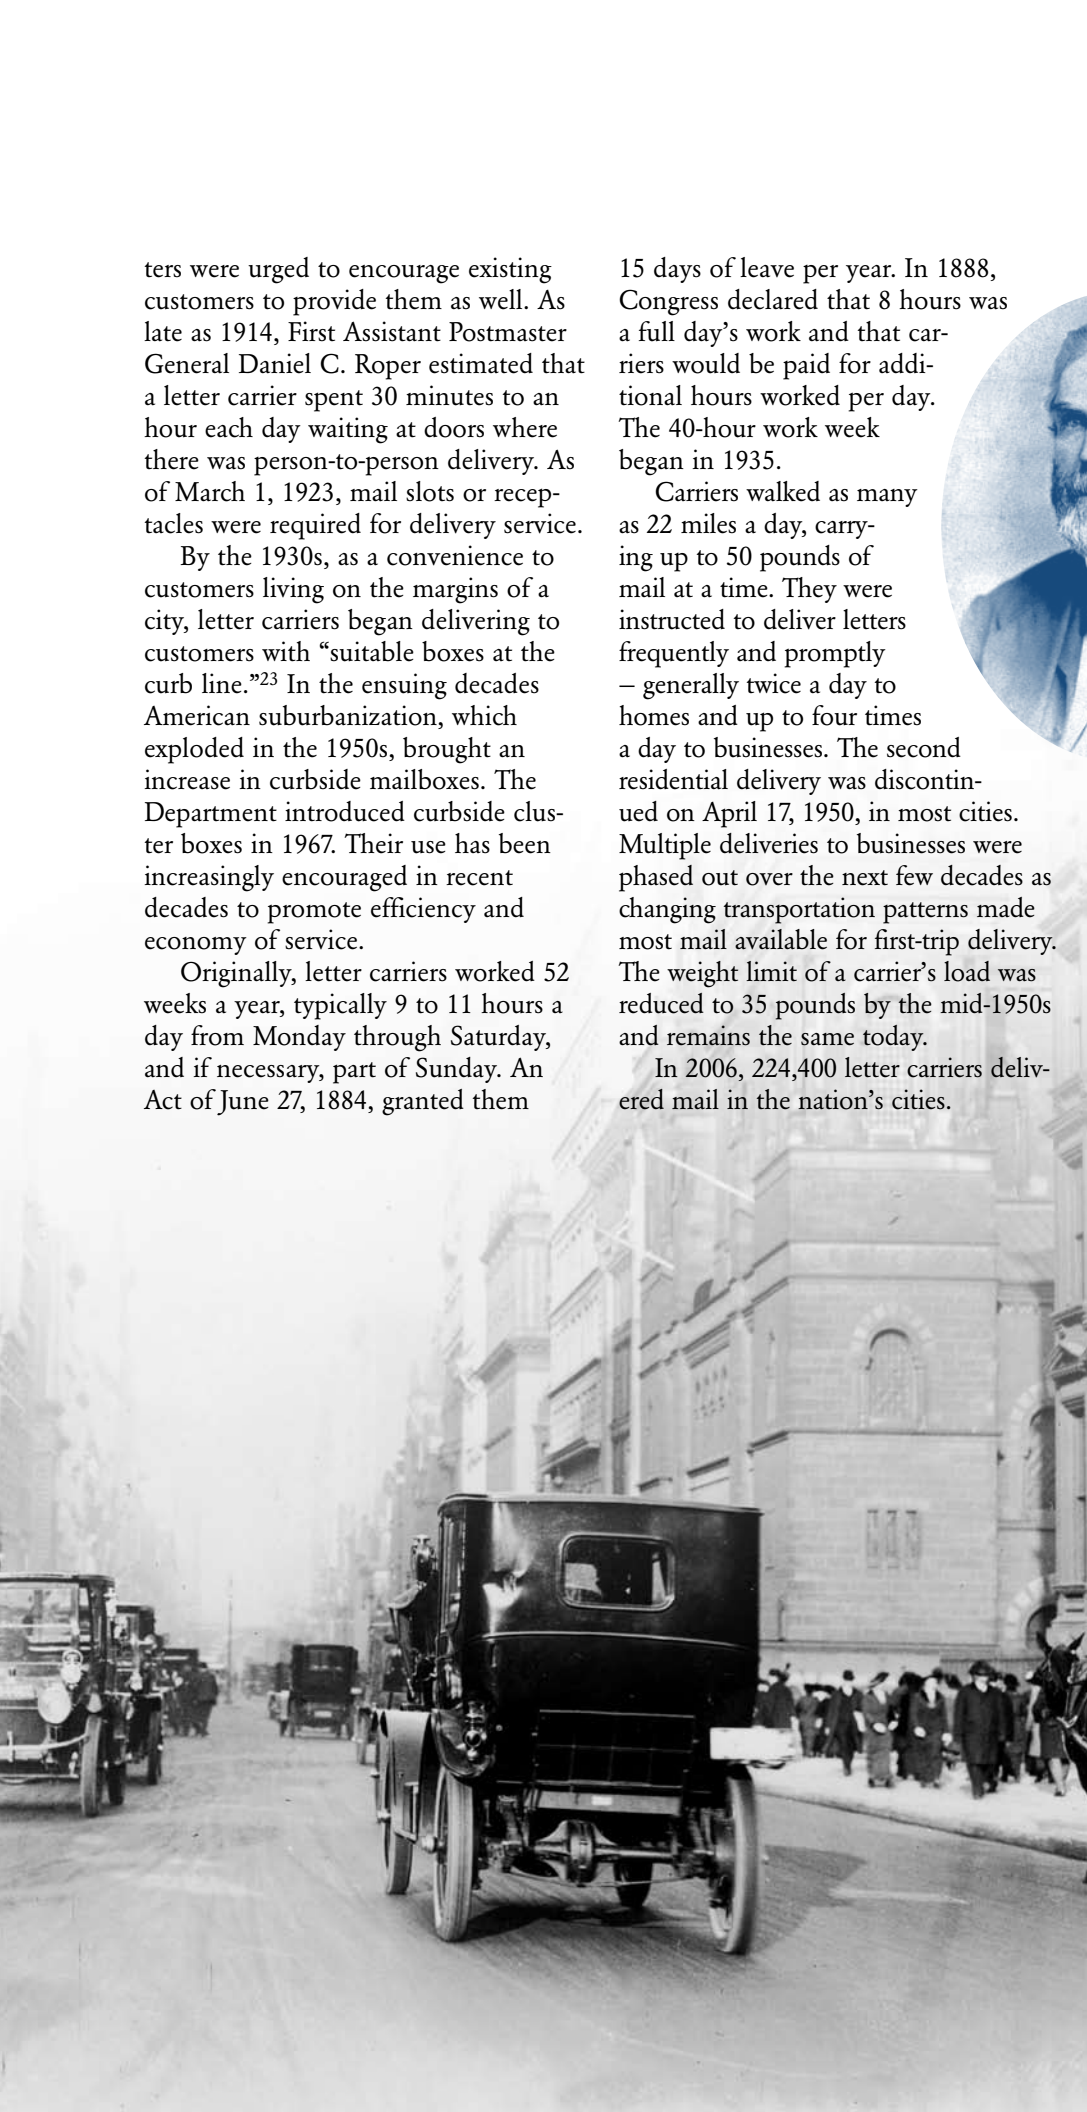 ters were urged to encourage existing
customers to provide them as well. As
late as 1914, First Assistant Postmaster
General Daniel C. Roper estimated that
a letter carrier spent 30 minutes to an
hour each day waiting at doors where
there was person-to-person delivery. As
of March 1, 1923, mail slots or recep-
tacles were required for delivery service.
By the 1930s, as a convenience to
customers living on the margins of a
city, letter carriers began delivering to
customers with “suitable boxes at the
curb line.”23 In the ensuing decades
American suburbanization, which
exploded in the 1950s, brought an
increase in curbside mailboxes. The
Department introduced curbside clus-
ter boxes in 1967. Their use has been
increasingly encouraged in recent
decades to promote efficiency and
economy of service.
Originally, letter carriers worked 52
weeks a year, typically 9 to 11 hours a
day from Monday through Saturday,
and if necessary, part of Sunday. An
Act of June 27, 1884, granted them
15 days of leave per year. In 1888,
Congress declared that 8 hours was
a full day’s work and that car-
riers would be paid for addi-
tional hours worked per day.
The 40-hour work week
began in 1935.
Carriers walked as many
as 22 miles a day, carry-
ing up to 50 pounds of
mail at a time. They were
instructed to deliver letters
frequently and promptly
– generally twice a day to
homes and up to four times
a day to businesses. The second
residential delivery was discontin-
ued on April 17, 1950, in most cities.
Multiple deliveries to businesses were
phased out over the next few decades as
changing transportation patterns made
most mail available for first-trip delivery.
The weight limit of a carrier’s load was
reduced to 35 pounds by the mid-1950s
and remains the same today.
In 2006, 224,400 letter carriers deliv-
ered mail in the nation’s cities.